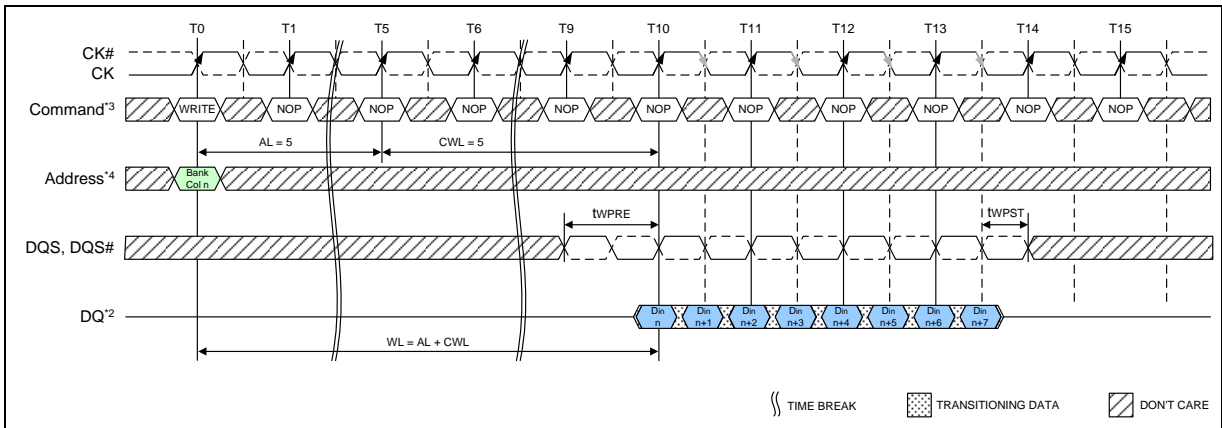 T0 T1 T5 T6 T9 T10 T11 T12 T13 T14 T15
CK#
CK
Command*3 WRITE NOP NOP NOP NOP NOP NOP NOP NOP NOP NOP
AL = 5 CWL = 5
Address*4 Bank
Col n
tWPRE tWPST
DQS, DQS#
DQ*2 Din Din Din Din Din Din Din Din
n n+1 n+2 n+3 n+4 n+5 n+6 n+7
WL = AL + CWL
TIME BREAK TRANSITIONING DATA DON'T CARE